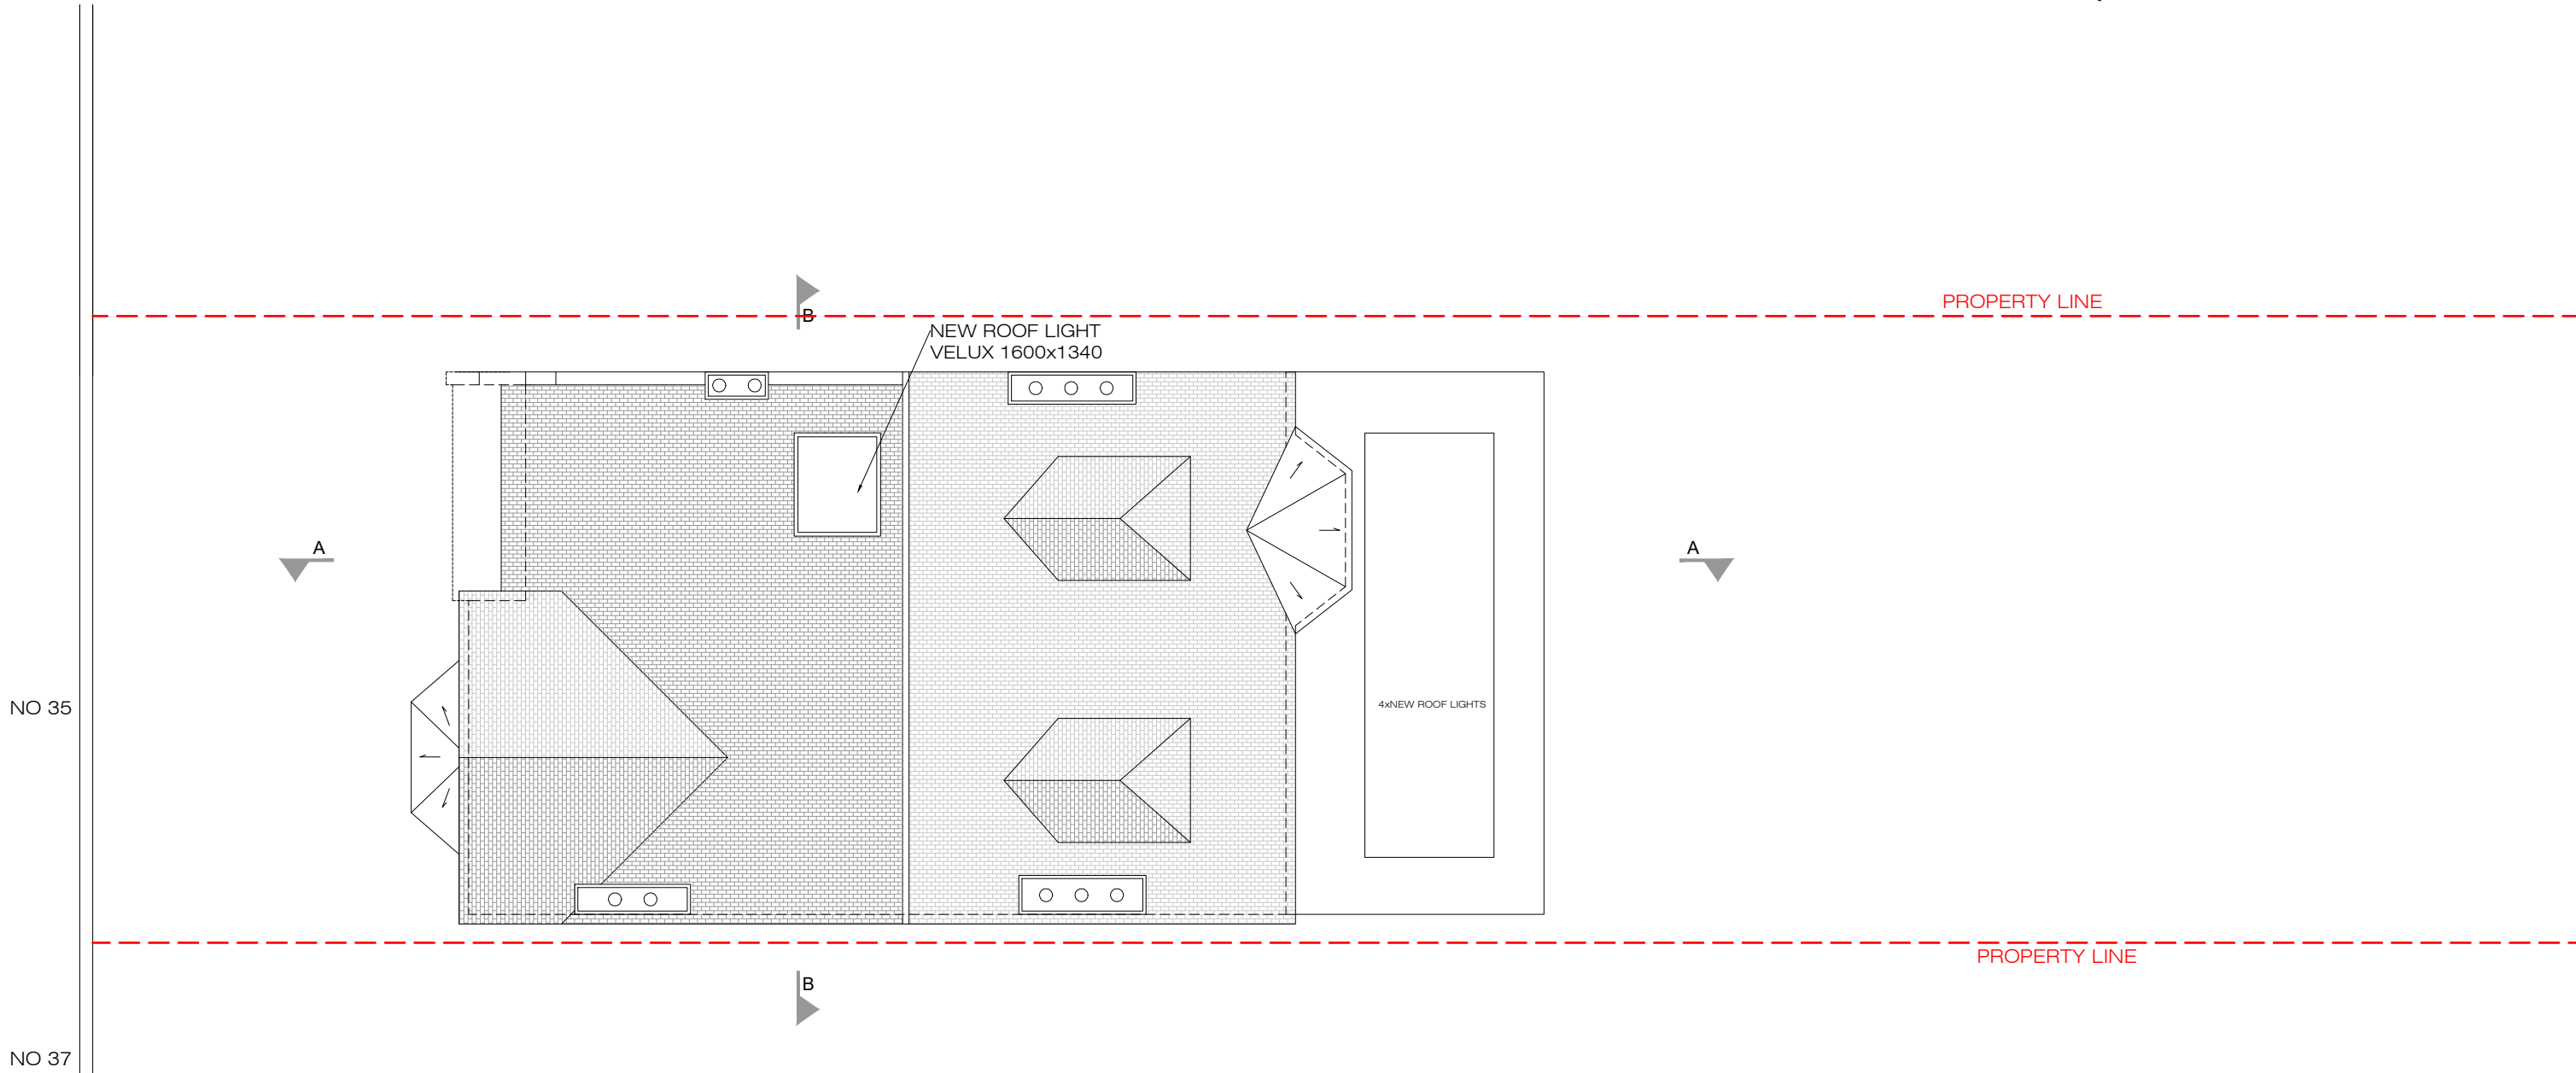 PROPERTY LINE
B
NEW ROOF LIGHT
VELUX 1600x1340
A
A
NO 35
4xNEW ROOF LIGHTS
PROPERTY LINE
B
NO 37